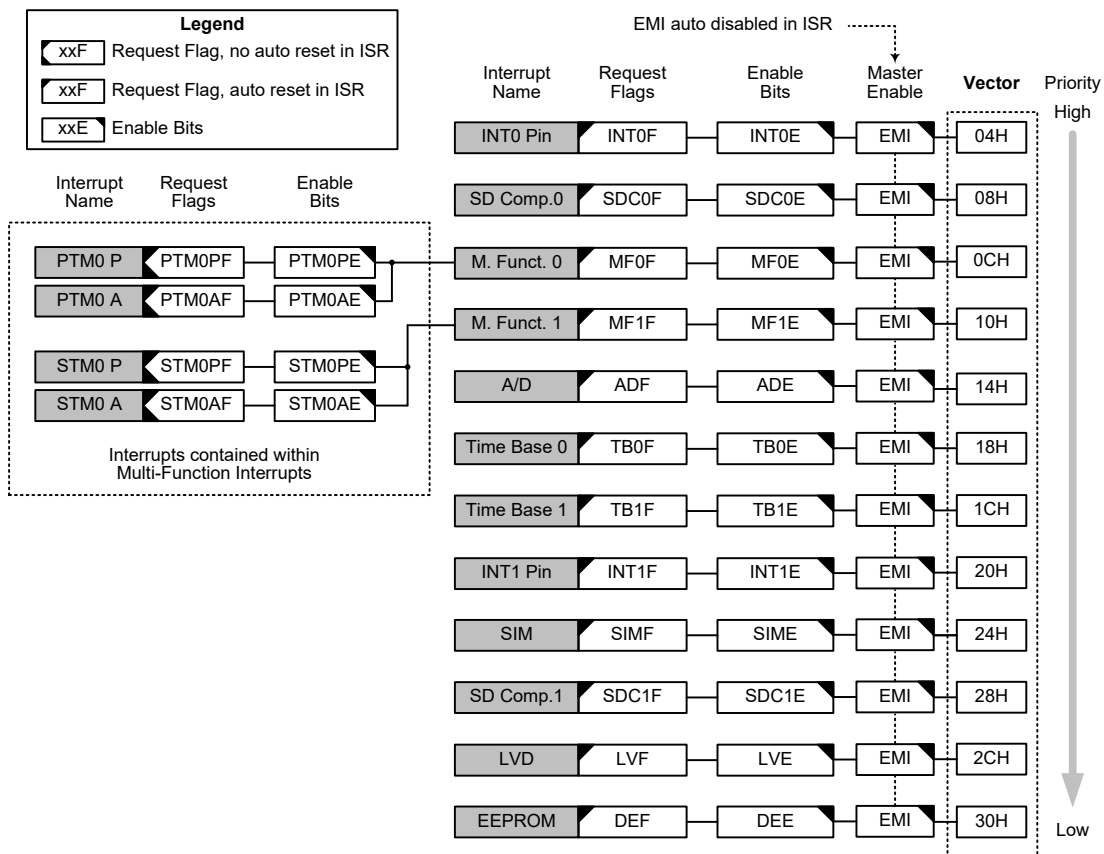 Legend
xxF Request Flag, no auto reset in ISR
xxF Request Flag, auto reset in ISR
xxE Enable Bits
EMI auto disabled in ISR
Interrupt Name Request Flags Enable Bits Master Enable Vector Priority
High
INT0 Pin INT0F INT0E EMI 04H
SD Comp.0 SDC0F SDC0E EMI 08H
M. Funct. 0 MF0F MF0E EMI 0CH
M. Funct. 1 MF1F MF1E EMI 10H
A/D ADF ADE EMI 14H
Time Base 0 TB0F TB0E EMI 18H
Time Base 1 TB1F TB1E EMI 1CH
INT1 Pin INT1F INT1E EMI 20H
SIM SIMF SIME EMI 24H
SD Comp.1 SDC1F SDC1E EMI 28H
LVD LVF LVE EMI 2CH
EEPROM DEF DEE EMI 30H
Low
Interrupt Name Request Flags Enable Bits
PTM0 P PTM0PF PTM0PE
PTM0 A PTM0AF PTM0AE
STM0 P STM0PF STM0PE
STM0 A STM0AF STM0AE
Interrupts contained within
Multi-Function Interrupts